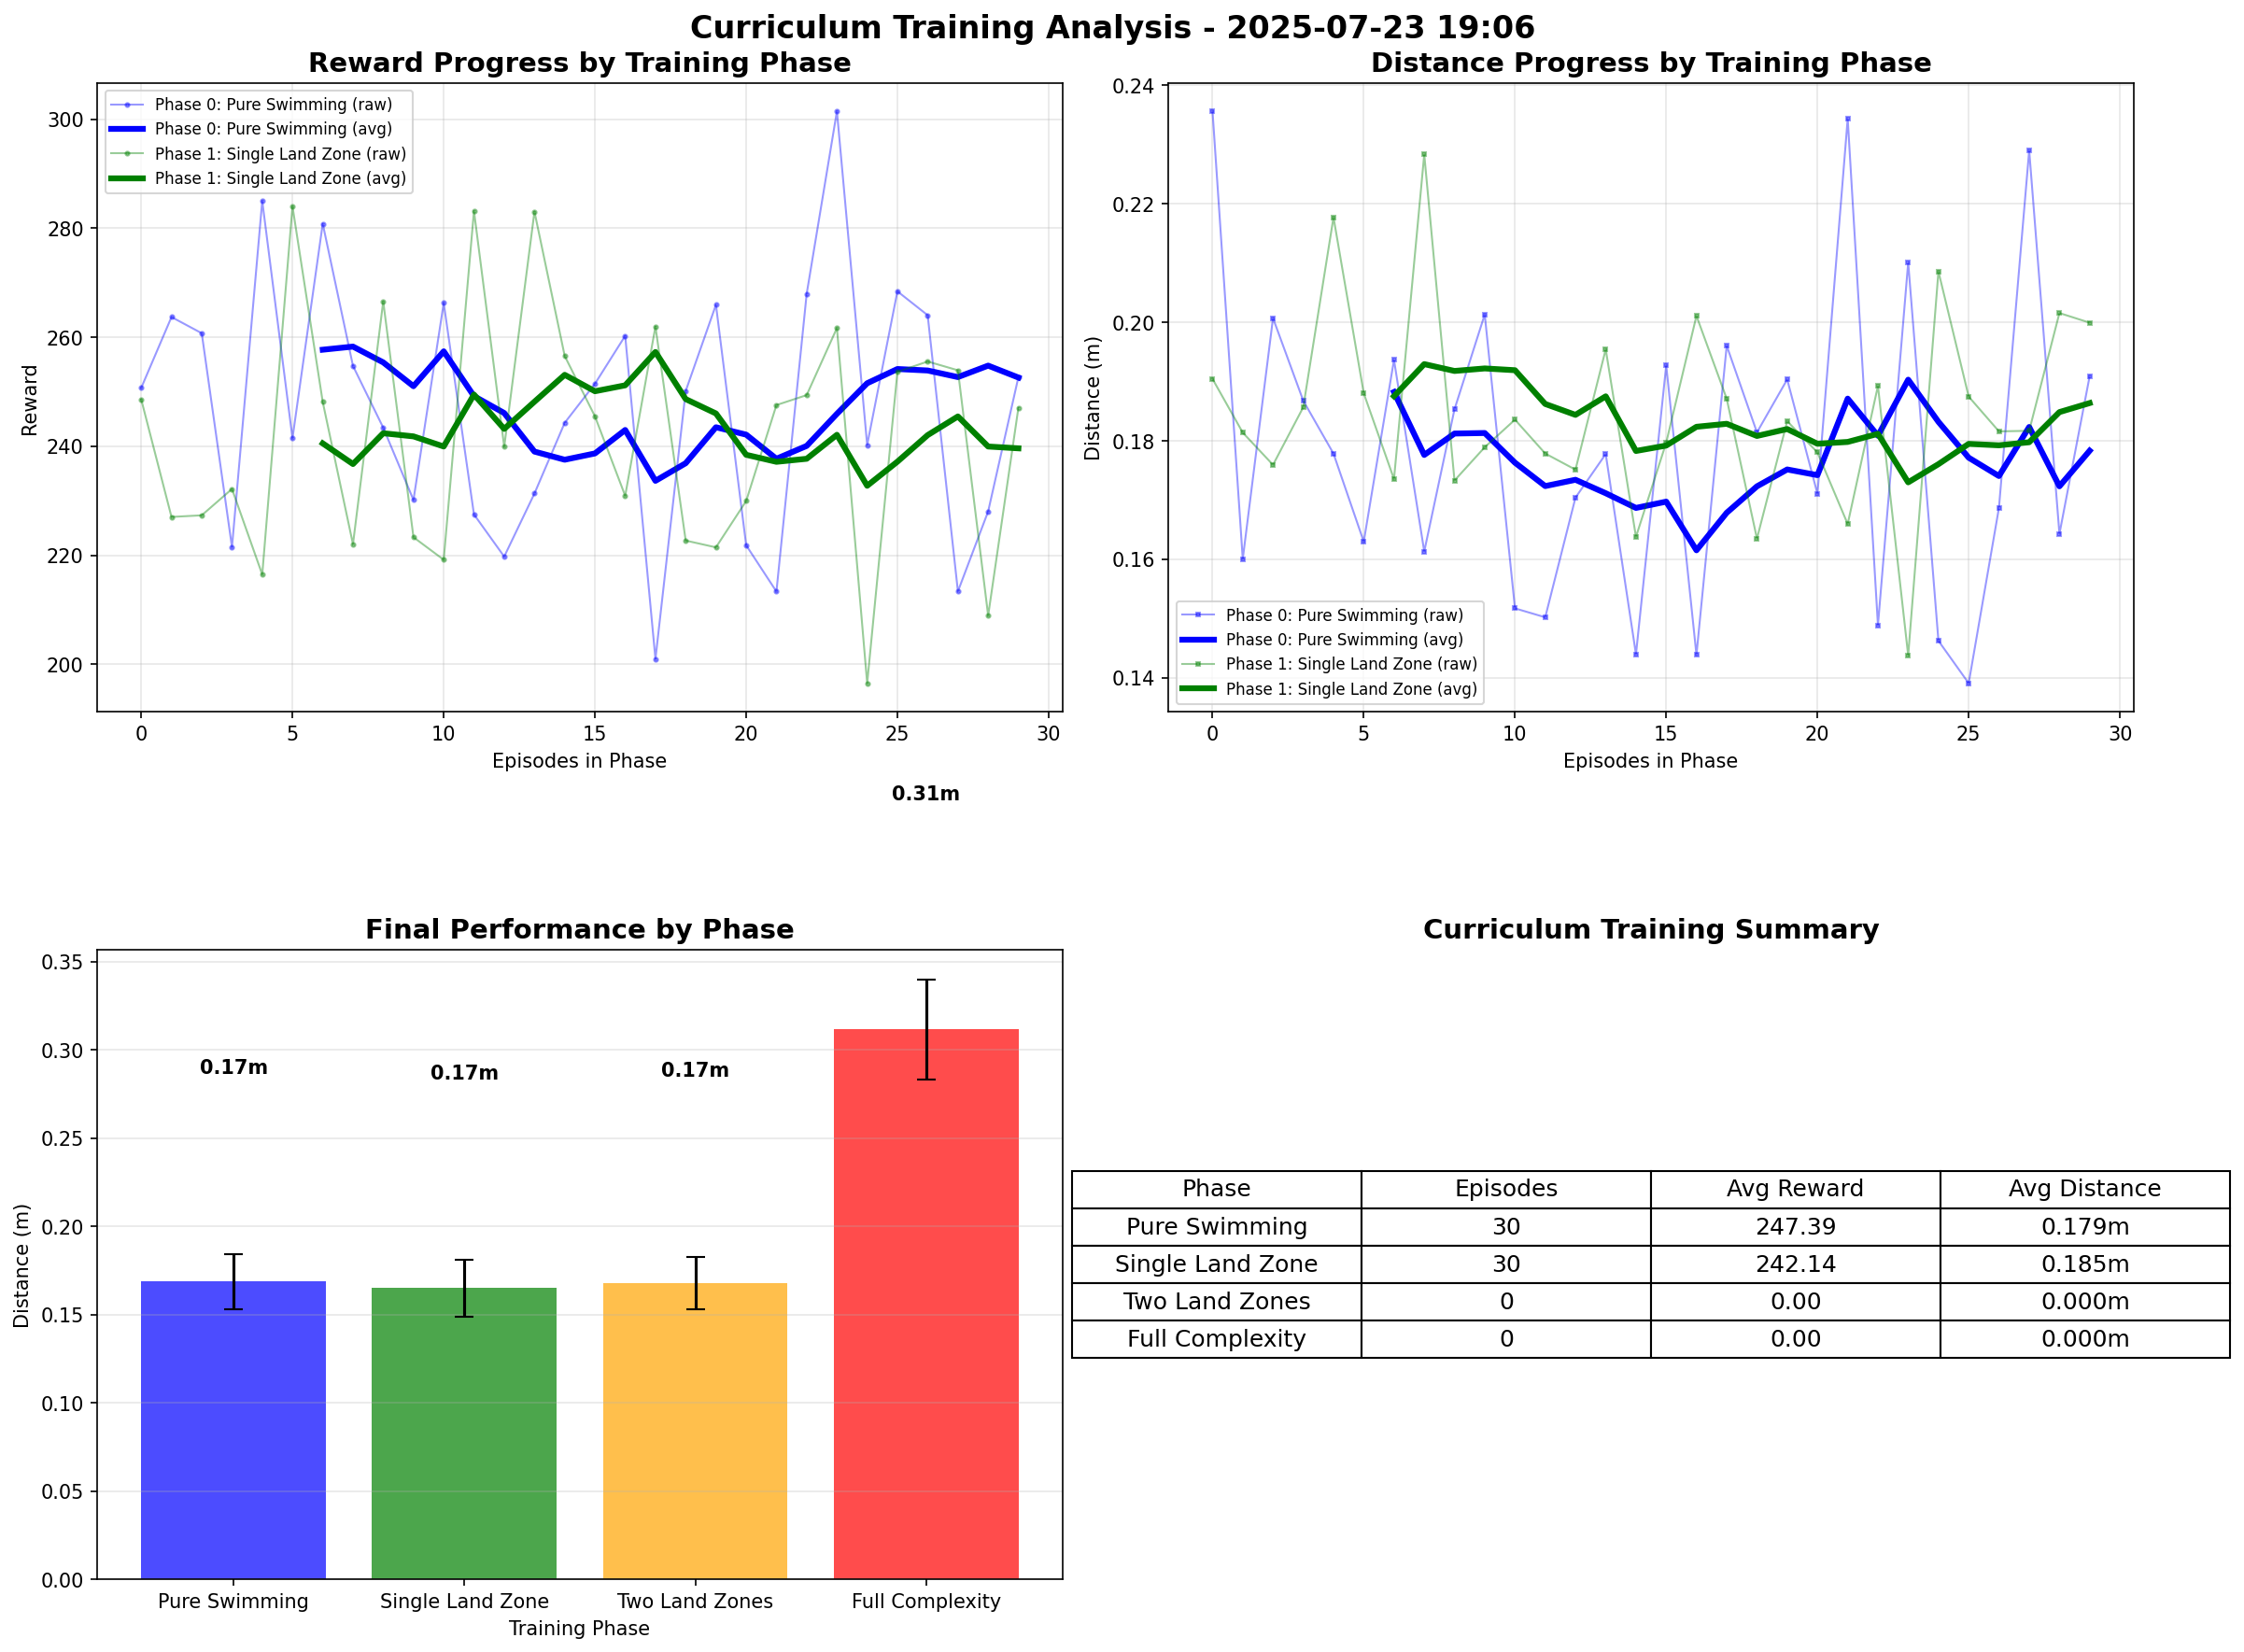 Curriculum Training Analysis - 2025-07-23 19:06
Reward Progress by Training Phase
Phase 0: Pure Swimming (raw)
Phase 0: Pure Swimming (avg)
Phase 1: Single Land Zone (raw)
Phase 1: Single Land Zone (avg)
300
280
260
240
220
200
Reward
0 5 10 15 20 25 30
Episodes in Phase
Distance Progress by Training Phase
0.24
0.22
0.20
0.18
0.16
0.14
Distance (m)
Phase 0: Pure Swimming (raw)
Phase 0: Pure Swimming (avg)
Phase 1: Single Land Zone (raw)
Phase 1: Single Land Zone (avg)
0 5 10 15 20 25 30
Episodes in Phase
0.31m
Final Performance by Phase
0.35
0.30
0.25
0.20
0.15
0.10
0.05
0.00
Distance (m)
0.17m 0.17m 0.17m
Pure Swimming Single Land Zone Two Land Zones Full Complexity
Training Phase
Curriculum Training Summary
Phase Episodes Avg Reward Avg Distance
Pure Swimming 30 247.39 0.179m
Single Land Zone 30 242.14 0.185m
Two Land Zones 0 0.00 0.000m
Full Complexity 0 0.00 0.000m